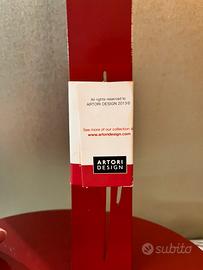 All rights reserved to
ARTORI DESIGN 2013©
See more of our collection at
www.artoridesign.com
ARTORI
DESIGN
subito